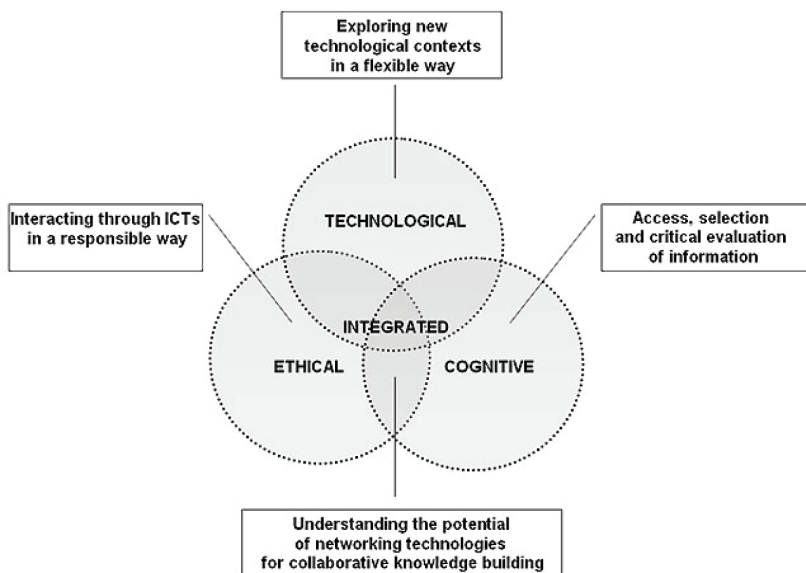 Exploring new
technological contexts
in a flexible way
TECHNOLOGICAL
Interacting through ICTs
in a responsible way
Access, selection
and critical evaluation
of information
INTEGRATED
ETHICAL
COGNITIVE
Understanding the potential
of networking technologies
for collaborative knowledge building